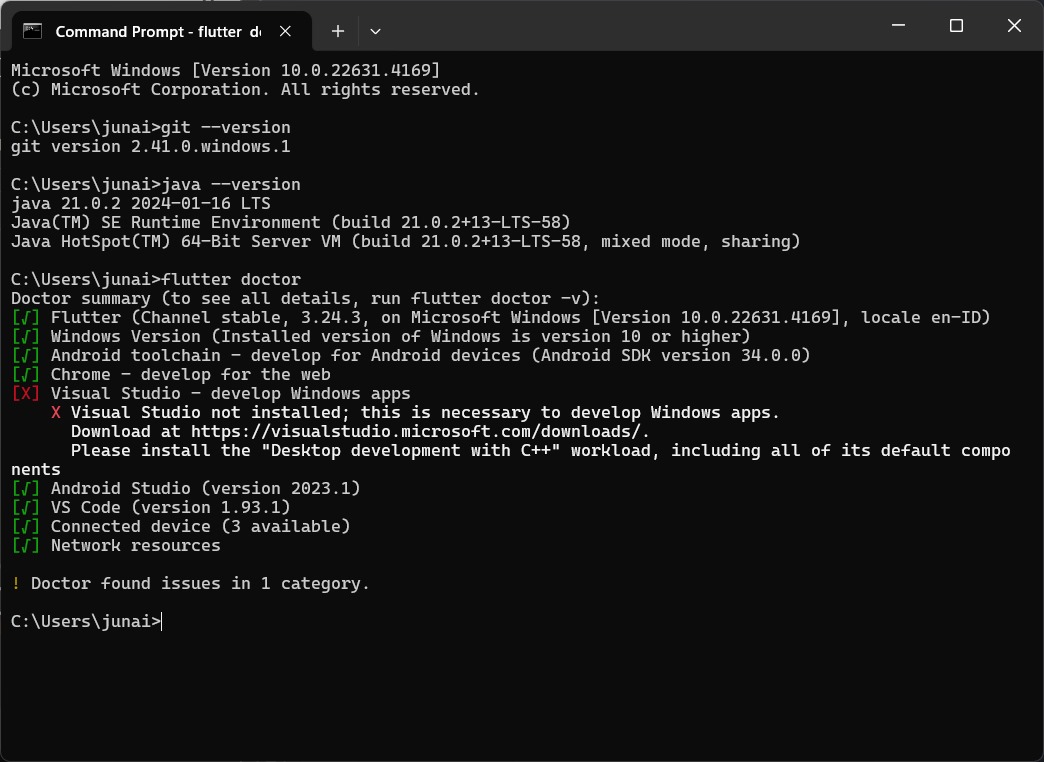 Command Prompt - flutter d
Microsoft Windows [Version 10.0.22631.4169]
(c) Microsoft Corporation. All rights reserved.
C:\Users\junai>git --version
git version 2.41.0.windows.1
C:\Users\junai>java --version
java 21.0.2 2024-01-16 LTS
Java(TM) SE Runtime Environment (build 21.0.2+13-LTS-58)
Java HotSpot(TM) 64-Bit Server VM (build 21.0.2+13-LTS-58, mixed mode, sharing)
C:\Users\junai>flutter doctor
Doctor summary (to see all details, run flutter doctor -v):
[√] Flutter (Channel stable, 3.24.3, on Microsoft Windows [Version 10.0.22631.4169], locale en-ID)
[√] Windows Version (Installed version of Windows is version 10 or higher)
[√] Android toolchain - develop for Android devices (Android SDK version 34.0.0)
[√] Chrome - develop for the web
[X] Visual Studio - develop Windows apps
X Visual Studio not installed; this is necessary to develop Windows apps.
Download at https://visualstudio.microsoft.com/downloads/.
Please install the "Desktop development with C++" workload, including all of its default compo
nents
[√] Android Studio (version 2023.1)
[√] VS Code (version 1.93.1)
[√] Connected device (3 available)
[√] Network resources
! Doctor found issues in 1 category.
C:\Users\junai>